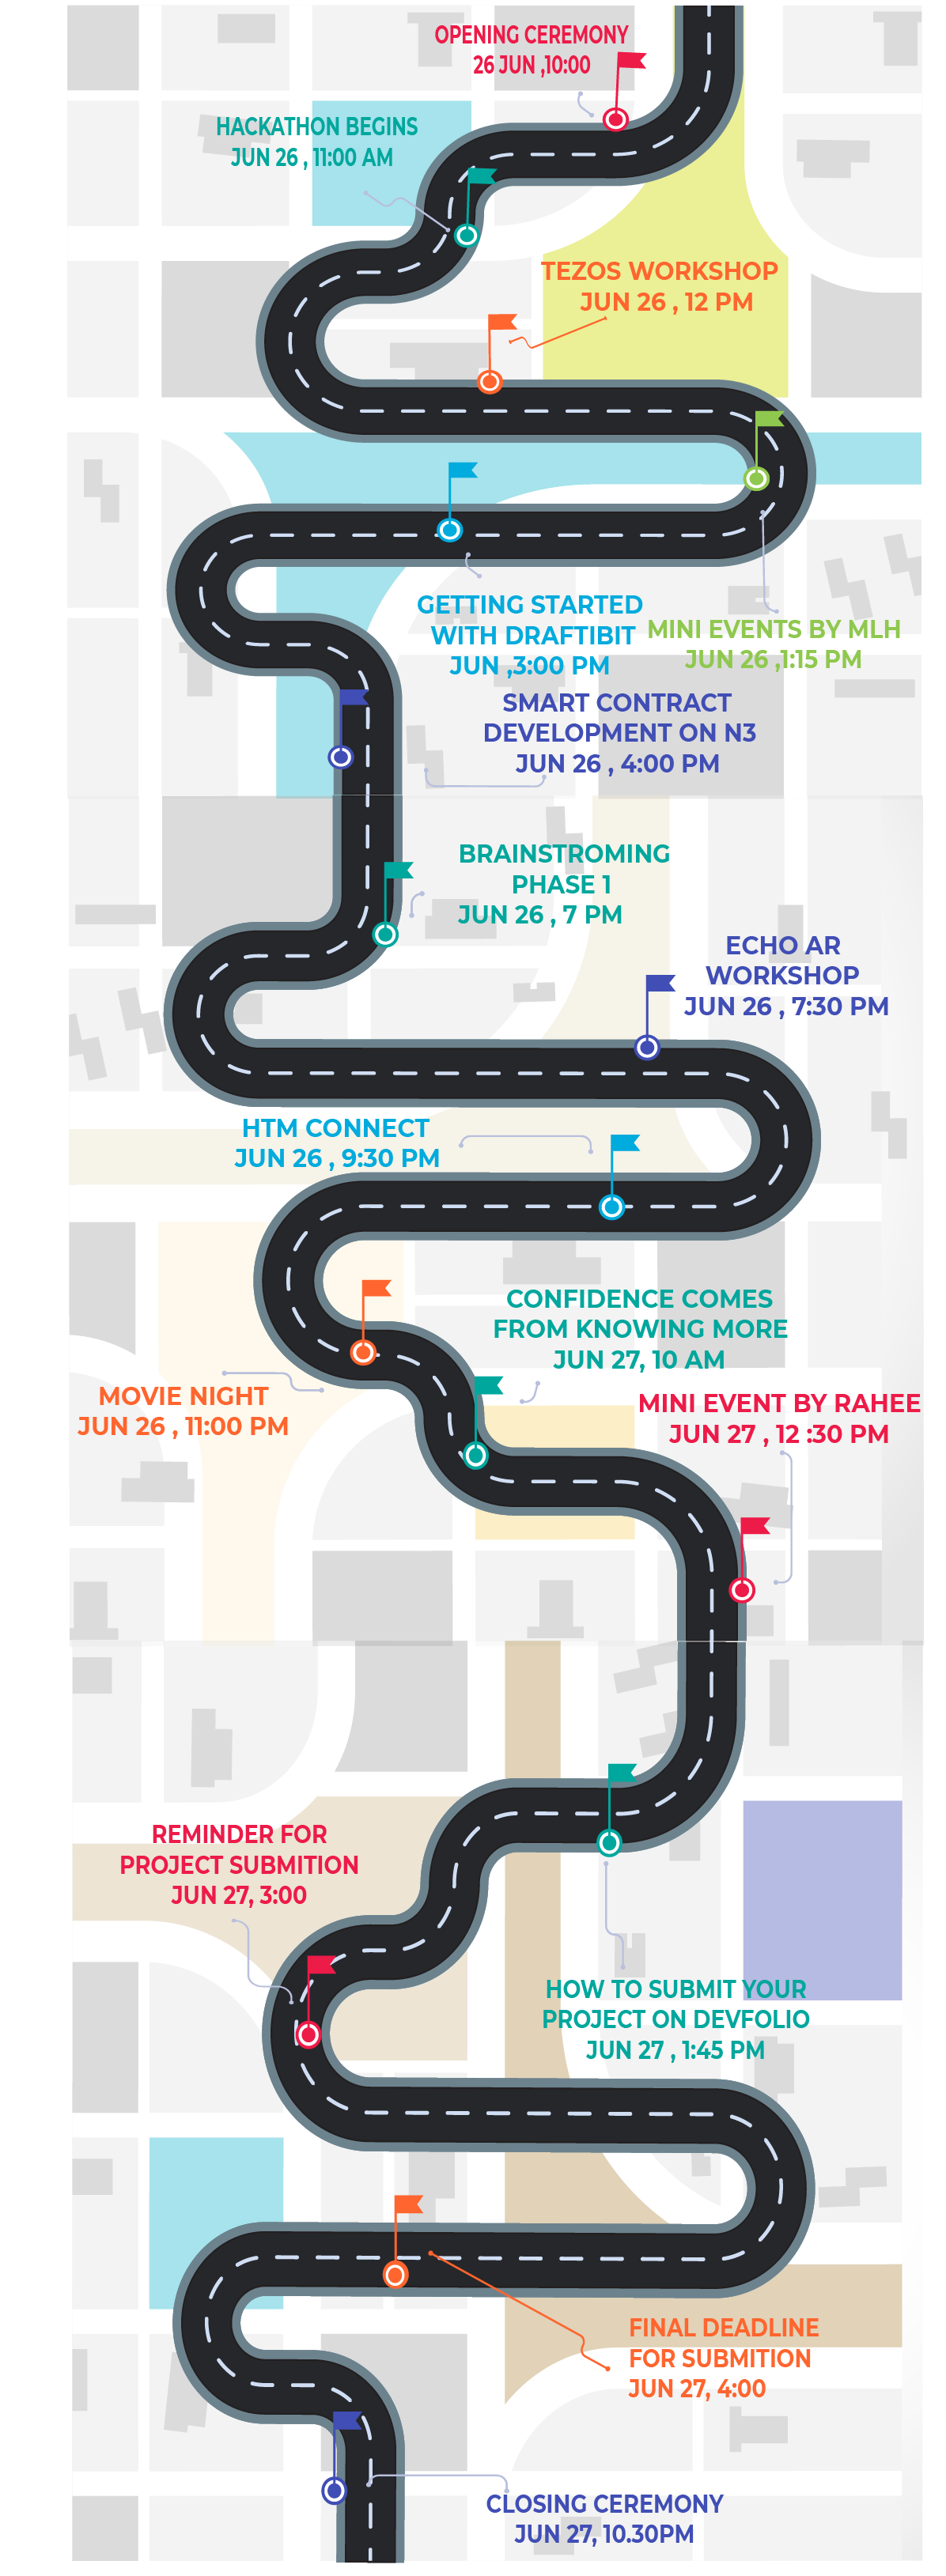 OPENING CEREMONY
26 JUN ,10:00
HACKATHON BEGINS
JUN 26 , 11:00 AM
TEZOS WORKSHOP
JUN 26 , 12 PM
GETTING STARTED
WITH DRAFTIBIT
JUN ,3:00 PM
MINI EVENTS BY MLH
JUN 26 ,1:15 PM
SMART CONTRACT
DEVELOPMENT ON N3
JUN 26 , 4:00 PM
BRAINSTROMING
PHASE 1
JUN 26 , 7 PM
ECHO AR
WORKSHOP
JUN 26 , 7:30 PM
HTM CONNECT
JUN 26 , 9:30 PM
CONFIDENCE COMES
FROM KNOWING MORE
JUN 27, 10 AM
MOVIE NIGHT
JUN 26 , 11:00 PM
MINI EVENT BY RAHEE
JUN 27 , 12 :30 PM
REMINDER FOR
PROJECT SUBMITION
JUN 27, 3:00
HOW TO SUBMIT YOUR
PROJECT ON DEVFOLIO
JUN 27 , 1:45 PM
FINAL DEADLINE
FOR SUBMITION
JUN 27, 4:00
CLOSING CEREMONY
JUN 27, 10.30PM